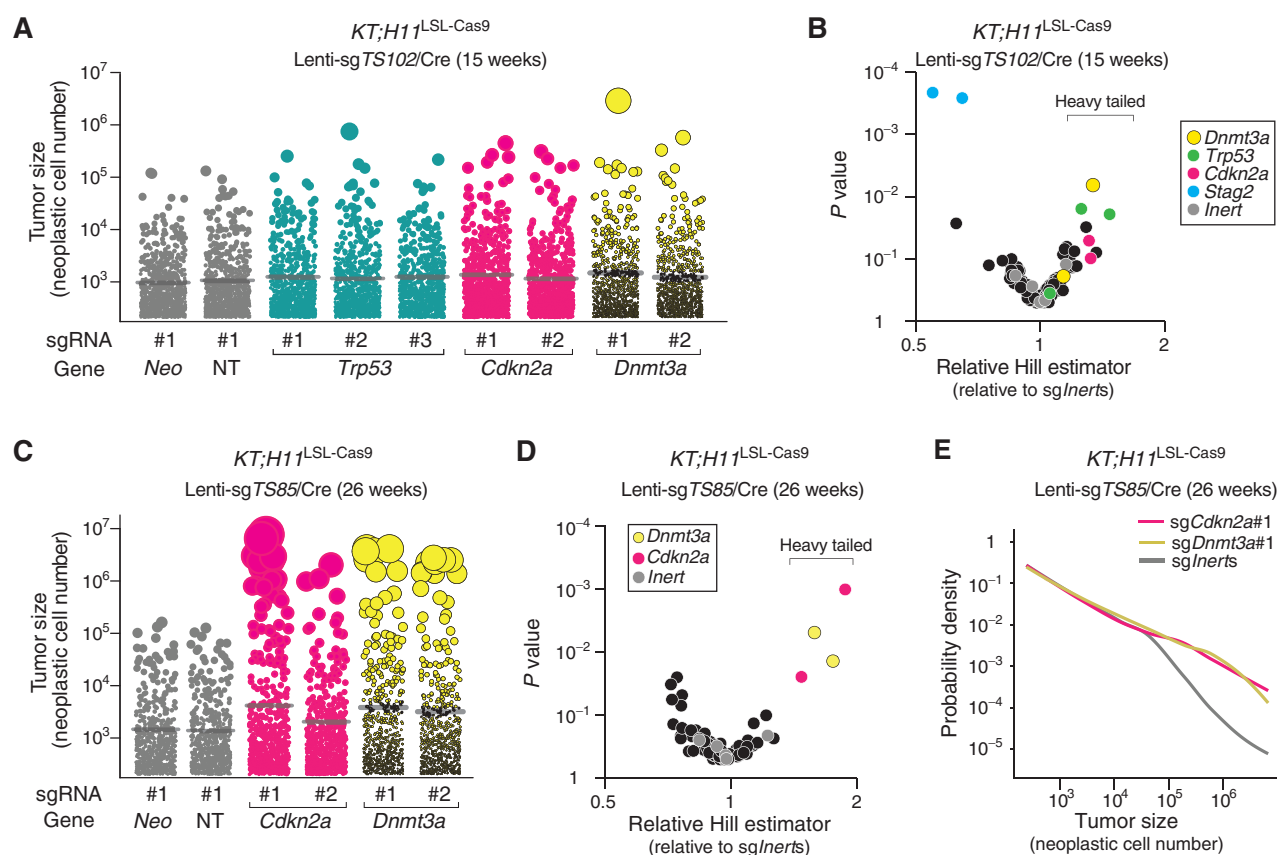 A
KT;H11LSL-Cas9
Lenti-sgTS102/Cre (15 weeks)
Tumor size
(neoplastic cell number)
10⁷
10⁶
10⁵
10⁴
10³
sgRNA #1 #1 #1 #2 #3 #1 #2 #1 #2
Gene Neo NT Trp53 Cdkn2a Dnmt3a
B
KT;H11LSL-Cas9
Lenti-sgTS102/Cre (15 weeks)
P value
10⁻⁴
10⁻³
10⁻²
10⁻¹
1
Heavy tailed
Dnmt3a
Trp53
Cdkn2a
Stag2
Inert
0.5 1 2
Relative Hill estimator
(relative to sgInerts)
C
KT;H11LSL-Cas9
Lenti-sgTS85/Cre (26 weeks)
Tumor size
(neoplastic cell number)
10⁷
10⁶
10⁵
10⁴
10³
sgRNA #1 #1 #1 #2 #1 #2
Gene Neo NT Cdkn2a Dnmt3a
D
KT;H11LSL-Cas9
Lenti-sgTS85/Cre (26 weeks)
P value
10⁻⁴
10⁻³
10⁻²
10⁻¹
1
Dnmt3a
Cdkn2a
Inert
Heavy tailed
0.5 1 2
Relative Hill estimator
(relative to sgInerts)
E
KT;H11LSL-Cas9
Lenti-sgTS85/Cre (26 weeks)
sgCdkn2a#1
sgDnmt3a#1
sgInerts
Probability density
1
10⁻¹
10⁻²
10⁻³
10⁻⁴
10⁻⁵
10³ 10⁴ 10⁵ 10⁶
Tumor size
(neoplastic cell number)